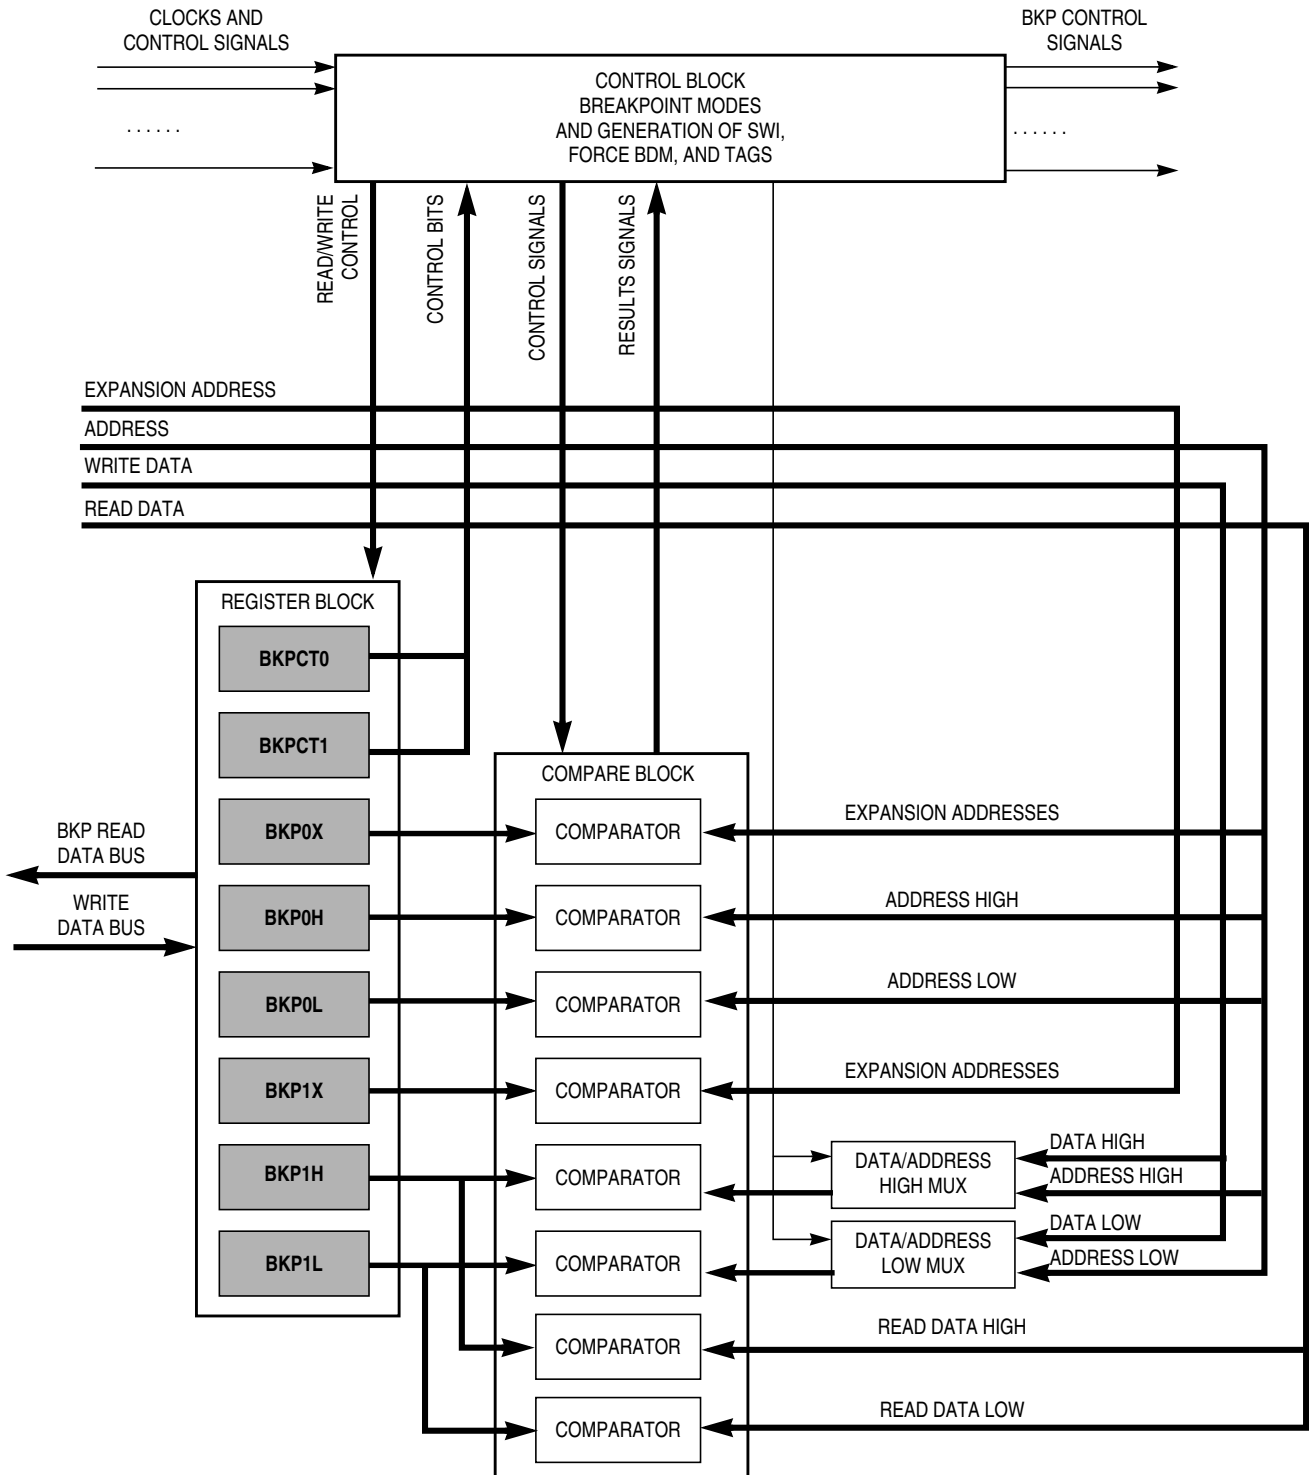 CLOCKS AND
CONTROL SIGNALS
BKP CONTROL
SIGNALS
CONTROL BLOCK
BREAKPOINT MODES
AND GENERATION OF SWI,
FORCE BDM, AND TAGS
. . . . . .
. . . . . .
READ/WRITE
CONTROL
CONTROL BITS
CONTROL SIGNALS
RESULTS SIGNALS
EXPANSION ADDRESS
ADDRESS
WRITE DATA
READ DATA
REGISTER BLOCK
BKPCT0
BKPCT1
COMPARE BLOCK
BKP READ
DATA BUS
WRITE
DATA BUS
BKP0X
COMPARATOR
EXPANSION ADDRESSES
BKP0H
COMPARATOR
ADDRESS HIGH
BKP0L
COMPARATOR
ADDRESS LOW
BKP1X
COMPARATOR
EXPANSION ADDRESSES
BKP1H
COMPARATOR
DATA/ADDRESS
HIGH MUX
DATA HIGH
ADDRESS HIGH
BKP1L
COMPARATOR
DATA/ADDRESS
LOW MUX
DATA LOW
ADDRESS LOW
COMPARATOR
READ DATA HIGH
COMPARATOR
READ DATA LOW